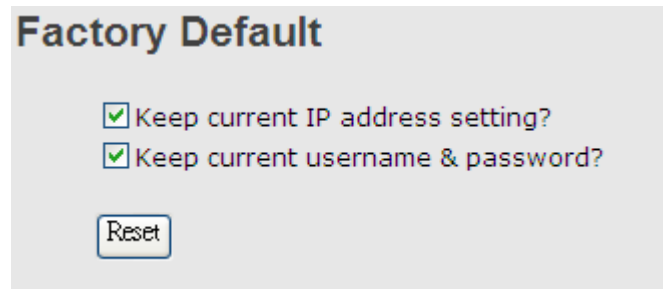 Factory Default
Keep current IP address setting?
Keep current username & password?
Reset